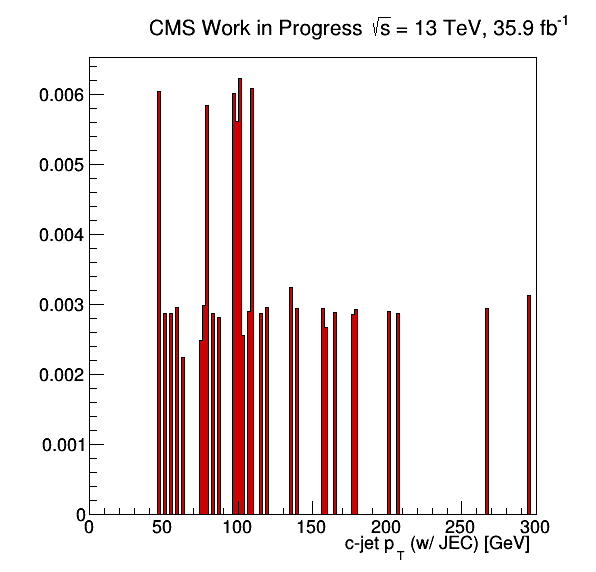 CMS Work in Progress √s = 13 TeV, 35.9 fb⁻¹
0.006
0.005
0.004
0.003
0.002
0.001
0
0 50 100 150 200 250 300
c-jet p_T (w/ JEC) [GeV]